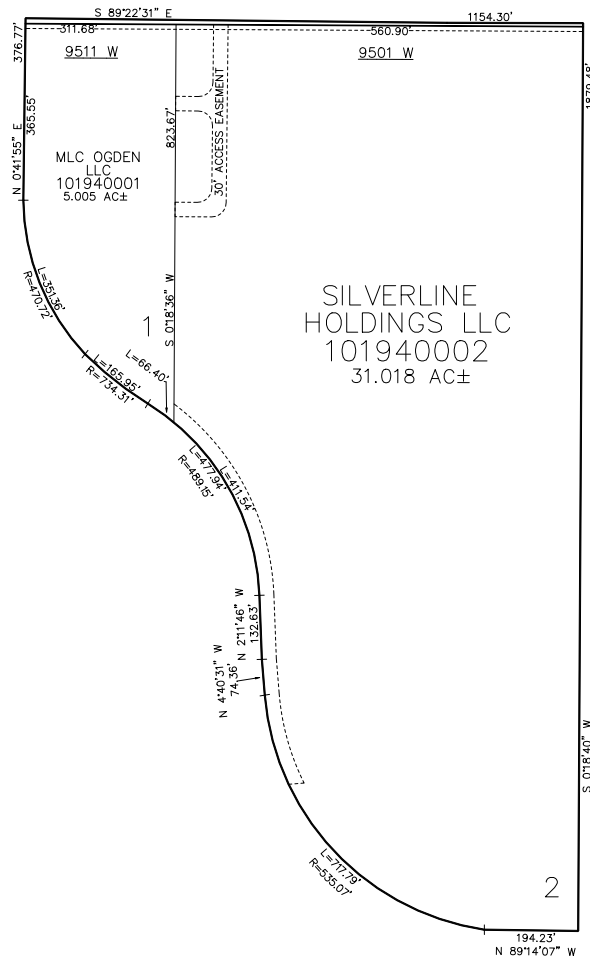 S 89°22'31" E
1154.30'
311.68'
560.90'
9511 W
9501 W
376.77'
365.55'
N 0°41'55" E
823.67'
30' ACCESS EASEMENT
1879.48'
MLC OGDEN
LLC
101940001
5.005 AC±
S 0°18'36" W
1
L=351.36'
R=470.72'
L=66.40'
L=165.95'
R=734.31'
SILVERLINE
HOLDINGS LLC
101940002
31.018 AC±
L=477.94'
R=489.15'
L=411.54'
N 2°11'46" W
132.63'
N 4°40'31" W
74.36'
S 0°18'40" W
L=717.79'
R=535.07'
2
194.23'
N 89°14'07" W